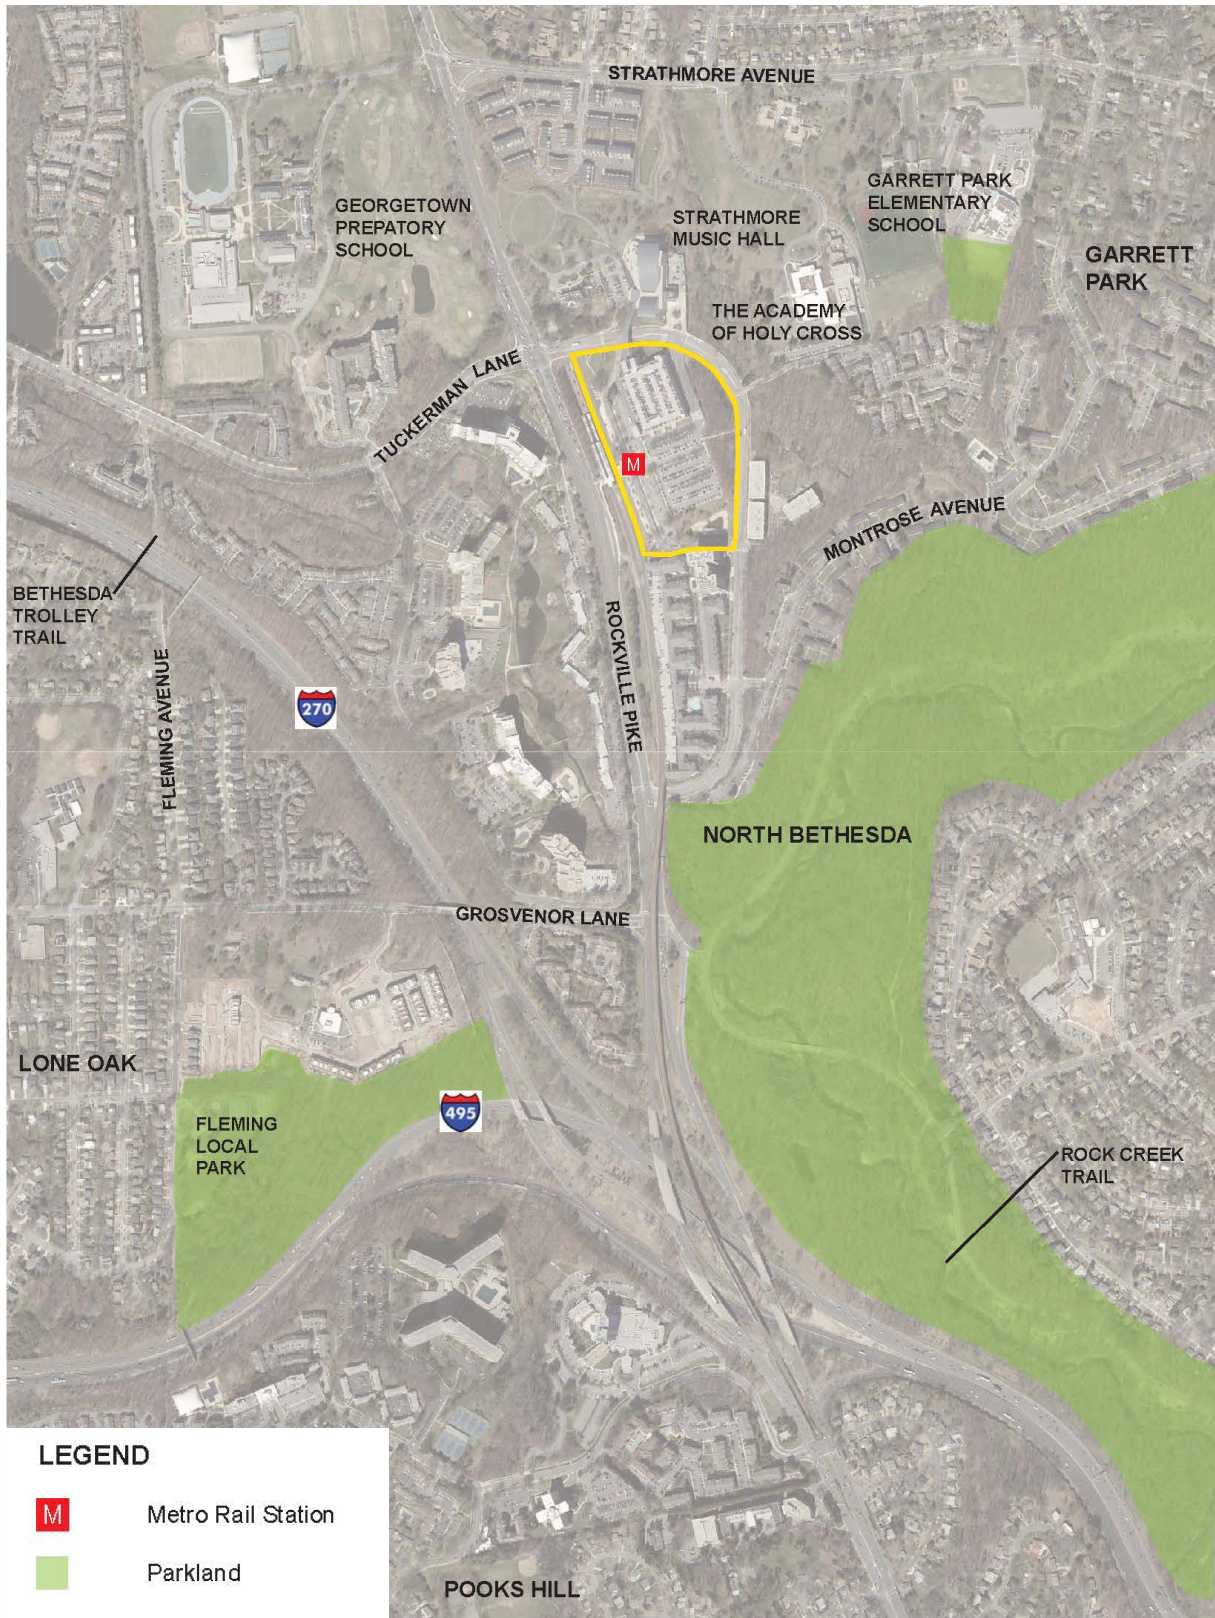 STRATHMORE AVENUE
GARRETT PARK
ELEMENTARY
SCHOOL
GEORGETOWN
PREPATORY
SCHOOL
STRATHMORE
MUSIC HALL
GARRETT
PARK
THE ACADEMY
OF HOLY CROSS
TUCKERMAN LANE
M
MONTROSE AVENUE
BETHESDA
TROLLEY
TRAIL
ROCKVILLE PIKE
FLEMING AVENUE
270
NORTH BETHESDA
GROSVENOR LANE
LONE OAK
495
FLEMING
LOCAL
PARK
ROCK CREEK
TRAIL
LEGEND
M Metro Rail Station
Parkland
POOKS HILL